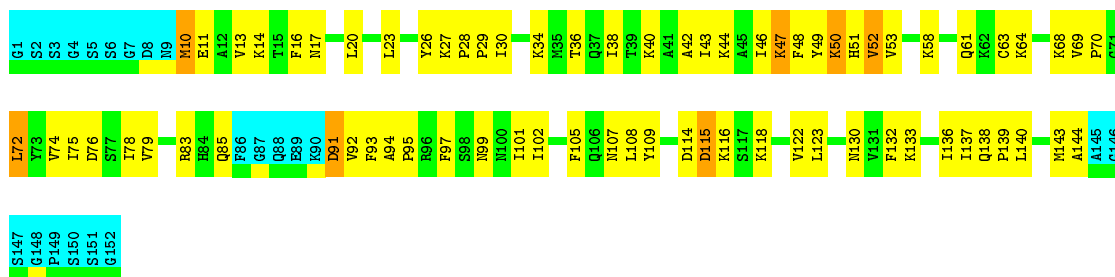 G1 S2 S3 G4 S5 S6 G7 D8 N9 M10 E11 A12 V13 K14 T15 F16 N17 L20 L23 Y26 K27 P28 P29 I30 K34 M35 T36 Q37 I38 T39 K40 A41 A42 I43 K44 A45 I46 K47 F48 Y49 K50 H51 V52 V53 K58 Q61 K62 C63 K64 K68 V69 P70 G71
L72 Y73 V74 I75 D76 S77 I78 V79 R83 H84 Q85 F86 G87 Q88 E89 K90 D91 V92 F93 A94 P95 R96 F97 S98 N99 N100 I101 I102 F105 Q106 N107 L108 Y109 D114 D115 K116 S117 K118 V122 L123 N130 V131 F132 K133 I136 I137 Q138 P139 L140 M143 A144 A145 G146
S147 G148 P149 S150 S151 G152